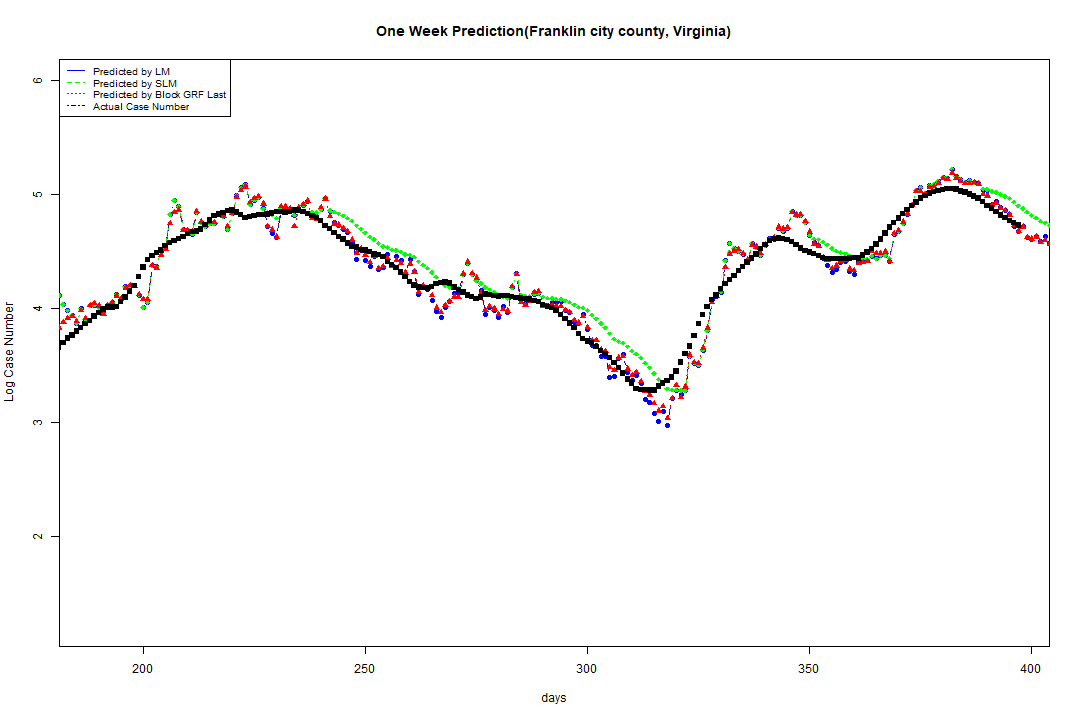 One Week Prediction(Franklin city county, Virginia)
Predicted by LM
Predicted by SLM
Predicted by Block GRF Last
Actual Case Number
6
5
4
3
2
Log Case Number
200 250 300 350 400
days